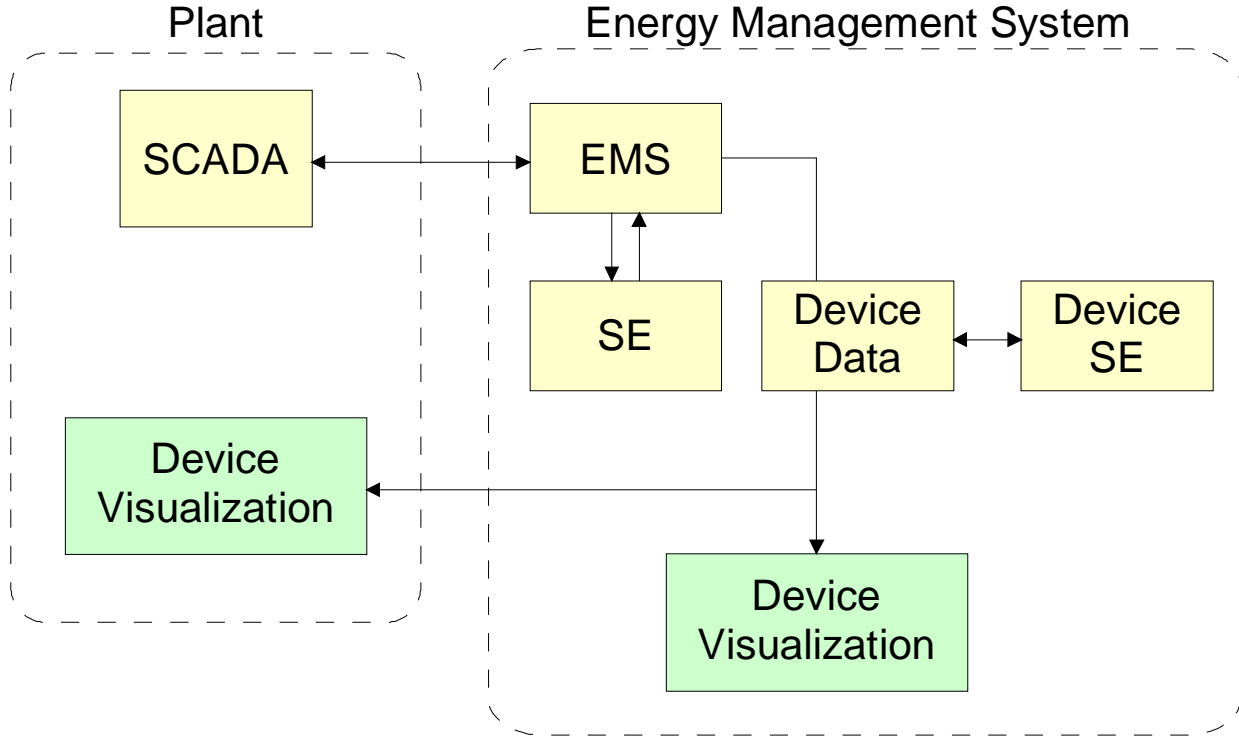 Plant
Energy Management System
SCADA
EMS
SE
Device
Data
Device
SE
Device
Visualization
Device
Visualization